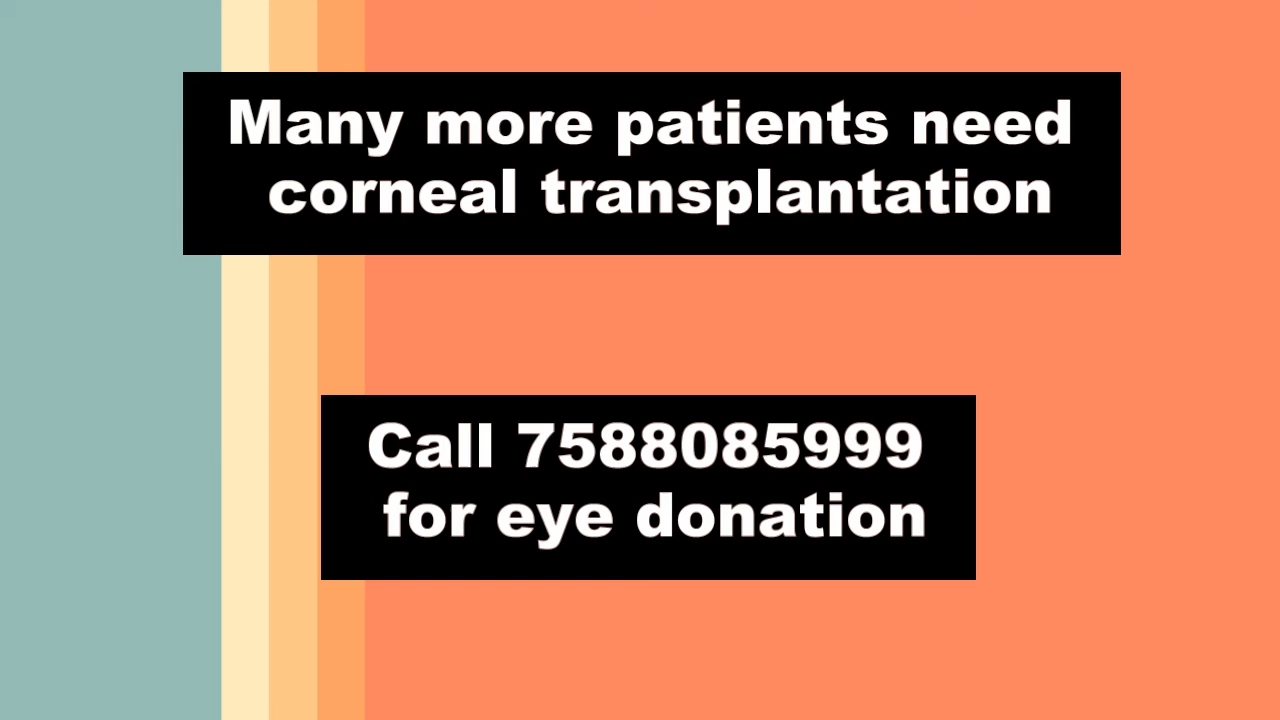 Many more patients need
corneal transplantation
Call 7588085999
for eye donation